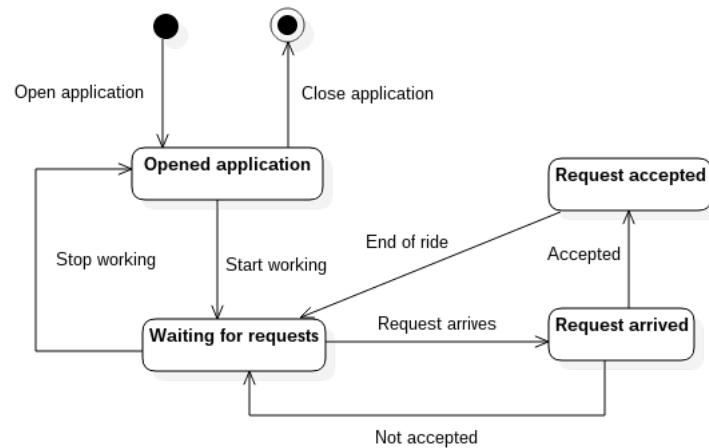 Open application
Close application
Opened application
Request accepted
End of ride
Accepted
Stop working
Start working
Waiting for requests
Request arrives
Request arrived
Not accepted